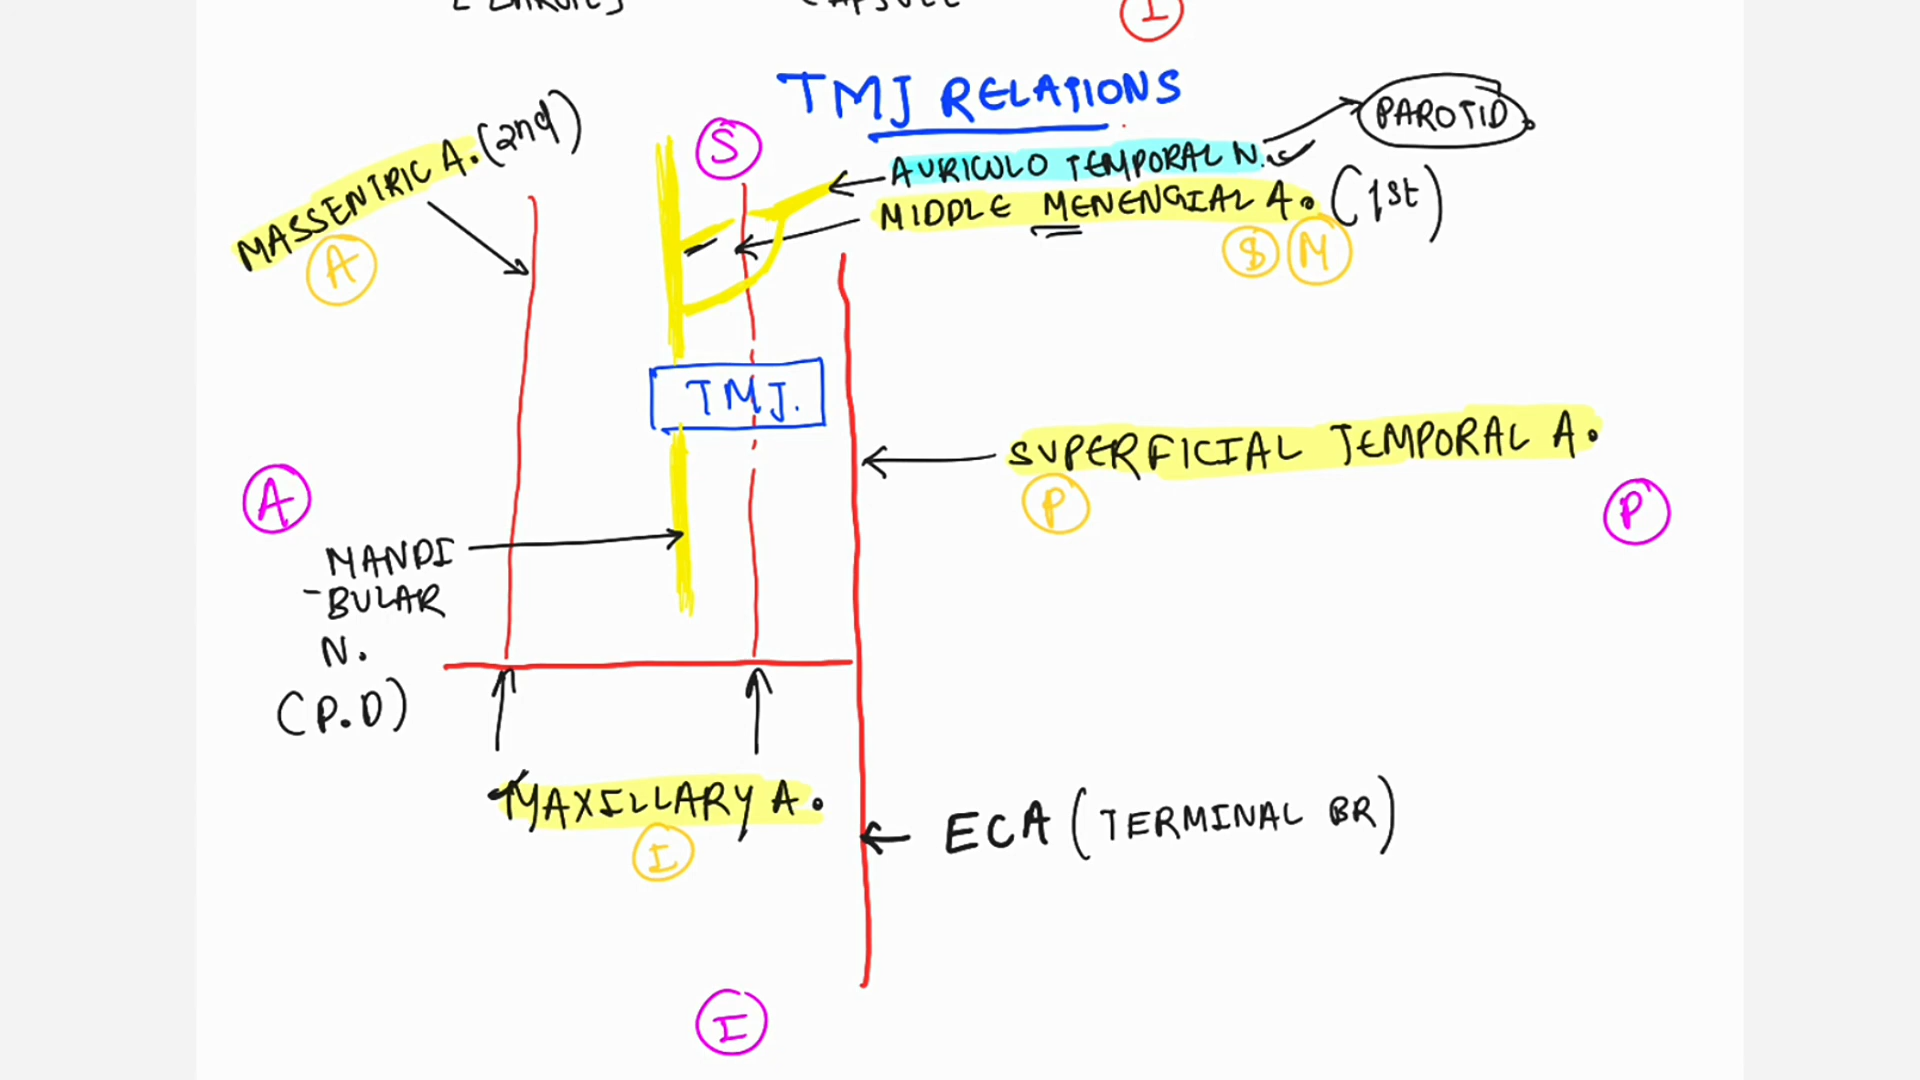 TMJ RELATIONS
MASSENTRIC A. (2nd)
A
S
AURICULO TEMPORAL N.
PAROTID
MIDDLE MENENGIAL A. (1st)
S M
TMJ.
SUPERFICIAL TEMPORAL A.
P
P
A
MANDI
-BULAR
N.
(P.D)
MAXILLARY A.
I
ECA (TERMINAL BR)
I
I